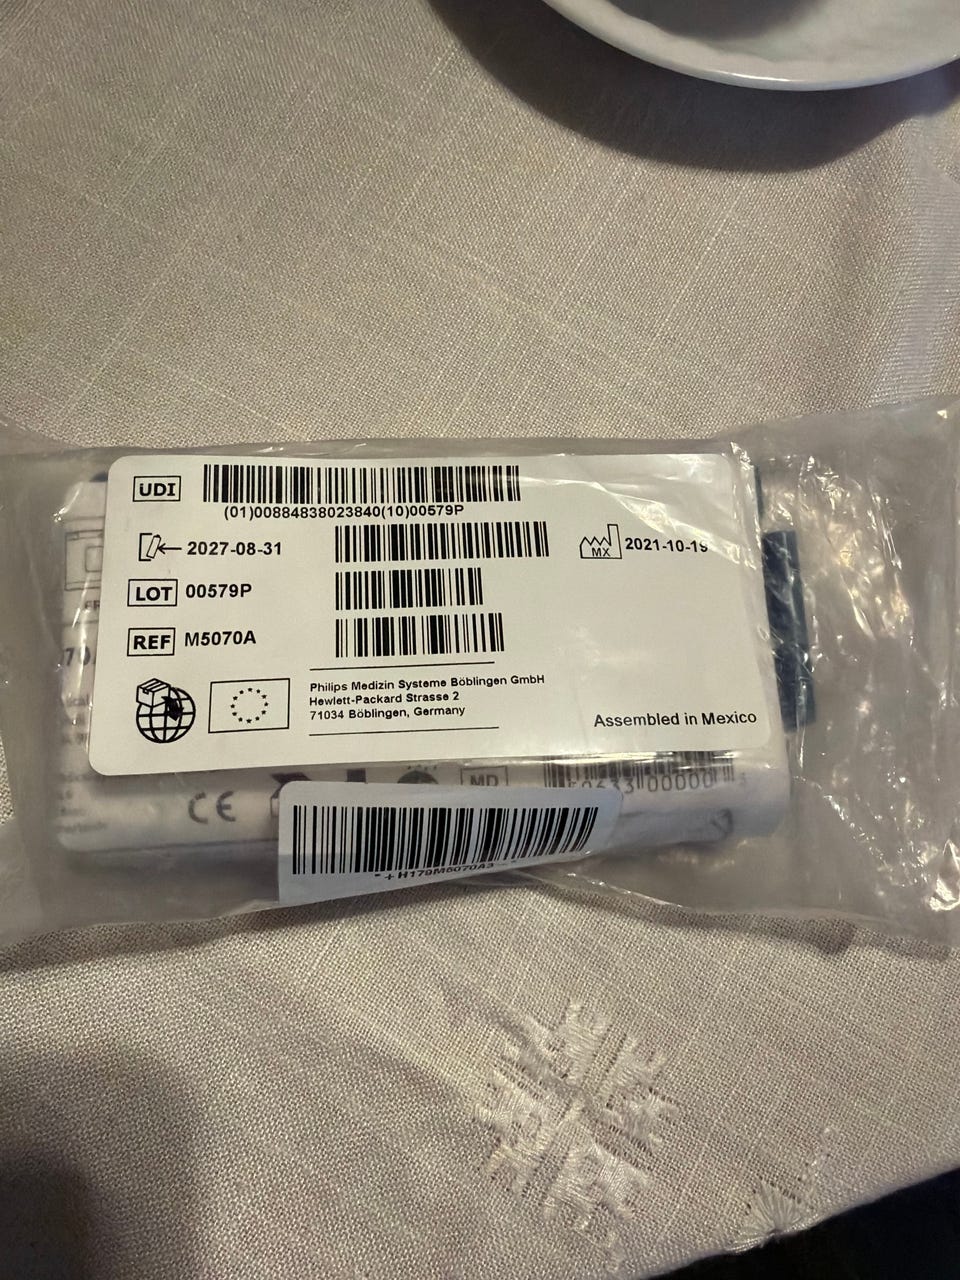 UDI
(01)00884838023840(10)00579P
2027-08-31
MX 2021-10-19
LOT 00579P
REF M5070A
Philips Medizin Systeme Böblingen GmbH
Hewlett-Packard Strasse 2
71034 Böblingen, Germany
Assembled in Mexico
CE
MD
*+H179M5070A3